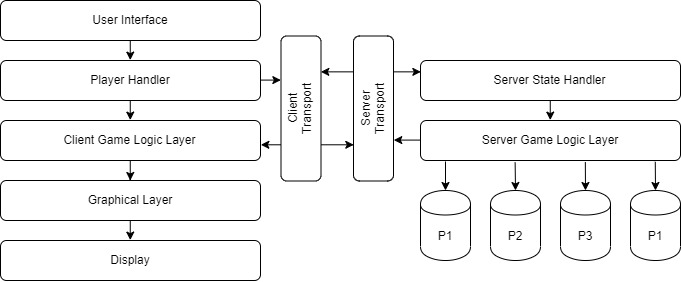 User Interface
Player Handler
Client Game Logic Layer
Graphical Layer
Display
Client
Transport
Server
Transport
Server State Handler
Server Game Logic Layer
P1
P2
P3
P1